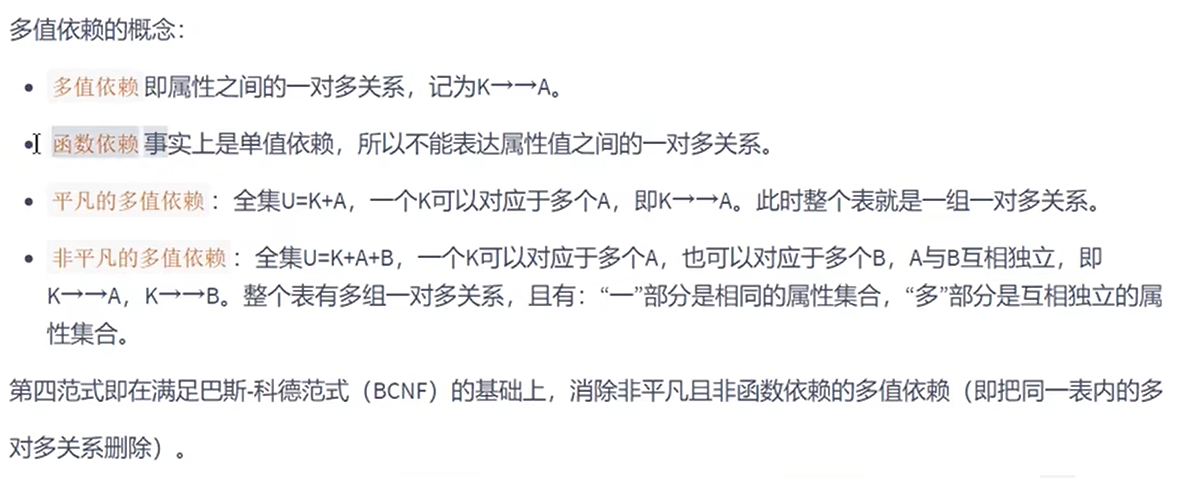 多值依赖的概念：
多值依赖 即属性之间的一对多关系，记为K→→A。
函数依赖 事实上是单值依赖，所以不能表达属性值之间的一对多关系。
平凡的多值依赖 ：全集U=K+A，一个K可以对应于多个A，即K→→A。此时整个表就是一组一对多关系。
非平凡的多值依赖 ：全集U=K+A+B，一个K可以对应于多个A，也可以对应于多个B，A与B互相独立，即
K→→A，K→→B。整个表有多组一对多关系，且有：“一”部分是相同的属性集合，“多”部分是互相独立的属
性集合。
第四范式即在满足巴斯-科德范式（BCNF）的基础上，消除非平凡且非函数依赖的多值依赖（即把同一表内的多
对多关系删除）。